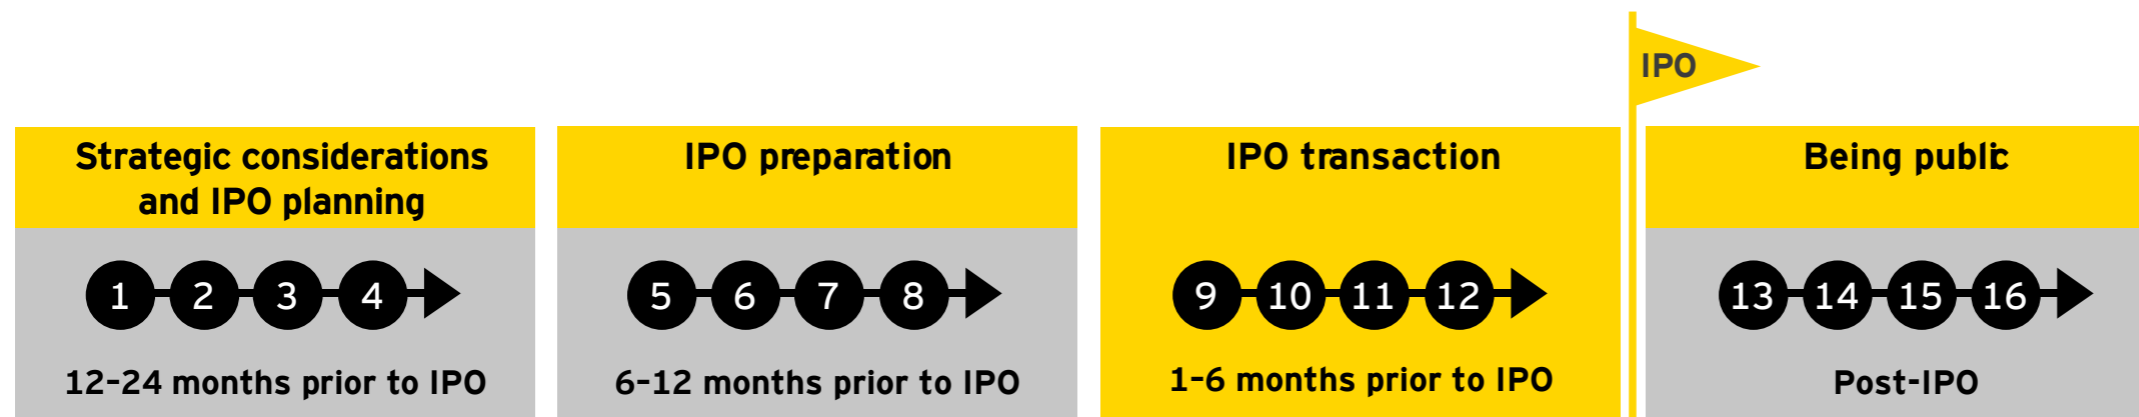 IPO
Strategic considerations
and IPO planning
1 2 3 4
12–24 months prior to IPO
IPO preparation
5 6 7 8
6–12 months prior to IPO
IPO transaction
9 10 11 12
1–6 months prior to IPO
Being public
13 14 15 16
Post-IPO